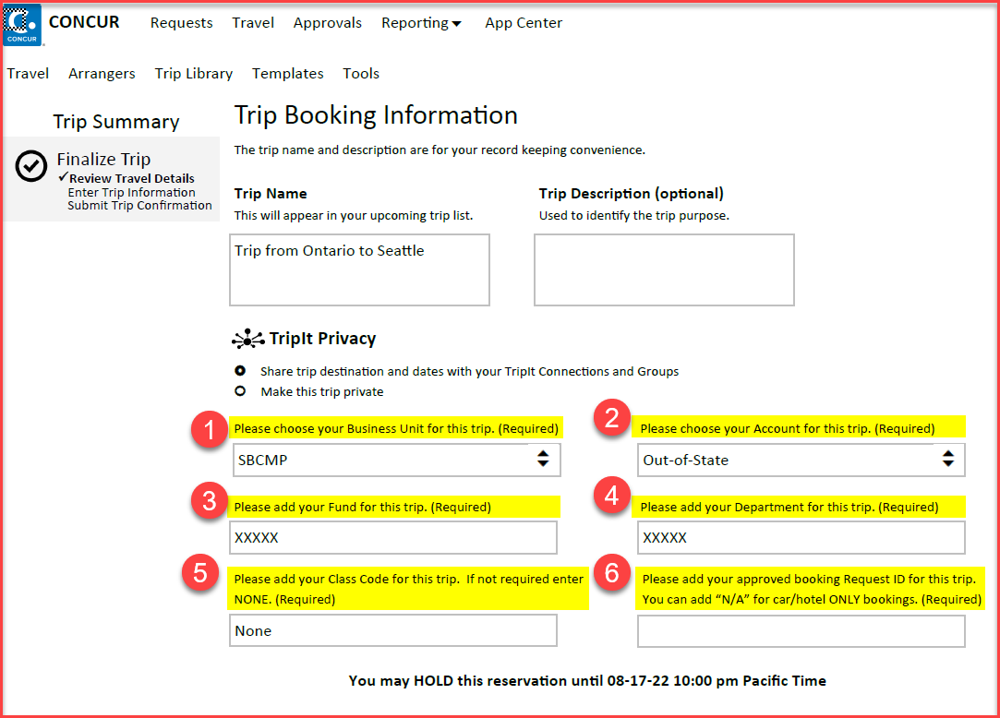 CONCUR
CONCUR Requests Travel Approvals Reporting App Center
Travel Arrangers Trip Library Templates Tools
Trip Summary
Finalize Trip
✓Review Travel Details
Enter Trip Information
Submit Trip Confirmation
Trip Booking Information
The trip name and description are for your record keeping convenience.
Trip Name
This will appear in your upcoming trip list.
Trip from Ontario to Seattle
Trip Description (optional)
Used to identify the trip purpose.
TripIt Privacy
Share trip destination and dates with your TripIt Connections and Groups
Make this trip private
1 Please choose your Business Unit for this trip. (Required)
SBCMP
2 Please choose your Account for this trip. (Required)
Out-of-State
3 Please add your Fund for this trip. (Required)
XXXXX
4 Please add your Department for this trip. (Required)
XXXXX
5 Please add your Class Code for this trip. If not required enter
NONE. (Required)
None
6 Please add your approved booking Request ID for this trip.
You can add “N/A” for car/hotel ONLY bookings. (Required)
You may HOLD this reservation until 08-17-22 10:00 pm Pacific Time